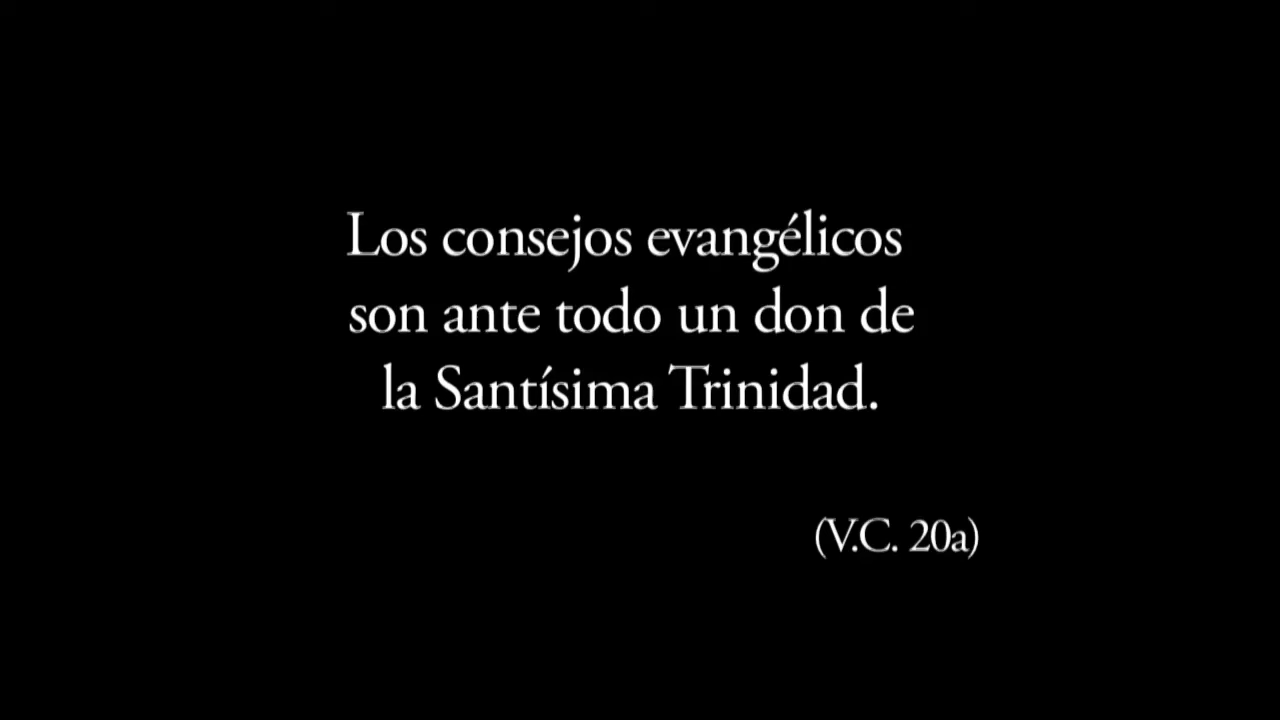 Los consejos evangélicos
son ante todo un don de
la Santísima Trinidad.
(V.C. 20a)